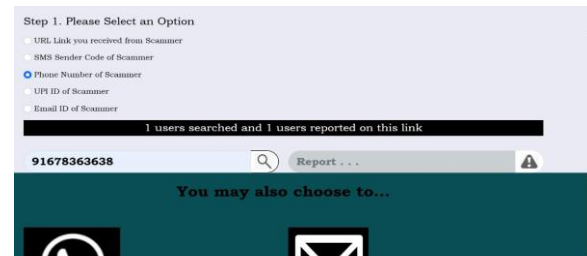 Step 1. Please Select an Option
URL Link you received from Scammer
SMS Sender Code of Scammer
Phone Number of Scammer
UPI ID of Scammer
Email ID of Scammer
1 users searched and 1 users reported on this link
91678363638 Report . . .
You may also choose to...